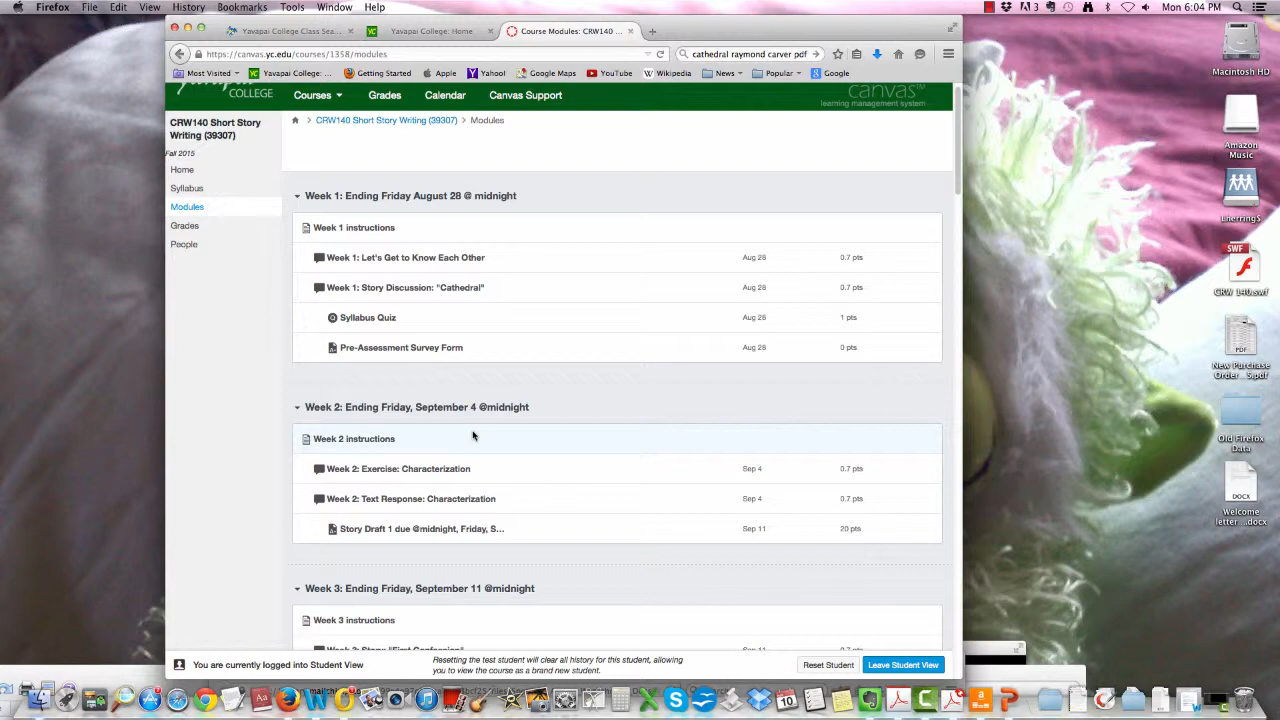 Firefox File Edit View History Bookmarks Tools Window Help
3 Mon 6:04 PM
Yavapai College Class Sea...
Yavapai College: Home
Course Modules: CRW140 ...
https://canvas.yc.edu/courses/1358/modules
cathedral raymond carver pdf
Most Visited
Yavapai College: ...
Getting Started
Apple
Yahoo!
Google Maps
YouTube
Wikipedia
News
Popular
Google
COLLEGE
Courses
Grades
Calendar
Canvas Support
canvas™
learning management system
CRW140 Short Story
Writing (39307)
Fall 2015
Home
Syllabus
Modules
Grades
People
CRW140 Short Story Writing (39307) > Modules
Week 1: Ending Friday August 28 @ midnight
Week 1 instructions
Week 1: Let's Get to Know Each Other Aug 28 0.7 pts
Week 1: Story Discussion: "Cathedral" Aug 28 0.7 pts
Syllabus Quiz Aug 28 1 pts
Pre-Assessment Survey Form Aug 28 0 pts
Week 2: Ending Friday, September 4 @midnight
Week 2 instructions
Week 2: Exercise: Characterization Sep 4 0.7 pts
Week 2: Text Response: Characterization Sep 4 0.7 pts
Story Draft 1 due @midnight, Friday, S... Sep 11 20 pts
Week 3: Ending Friday, September 11 @midnight
Week 3 instructions
You are currently logged into Student View
Resetting the test student will clear all history for this student, allowing
you to view the course as a brand new student.
Reset Student
Leave Student View
Macintosh HD
Amazon
Music
LherringS
SWF
CRW 140.swf
PDF
New Purchase
Order ... S.pdf
Old Firefox
Data
DOCX
Welcome
letter....docx